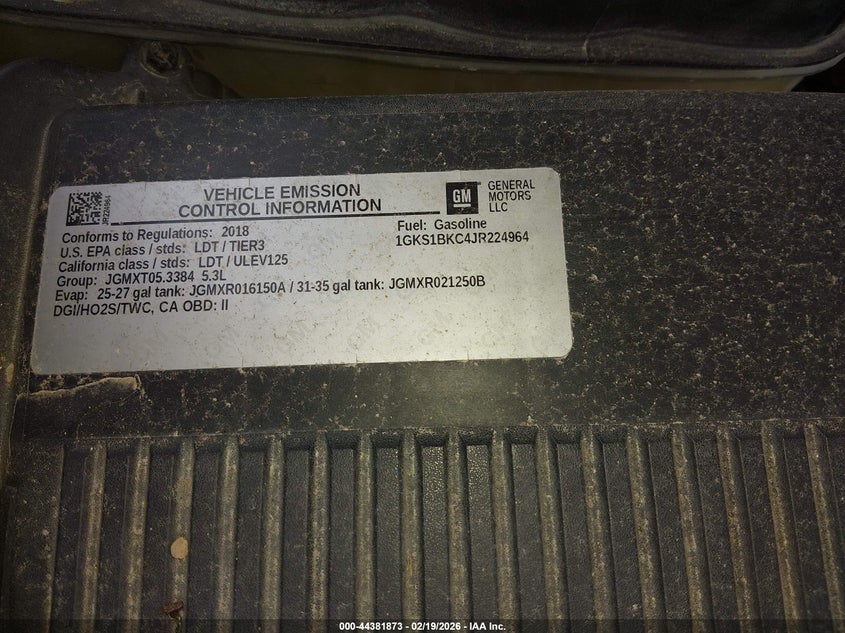 VEHICLE EMISSION
CONTROL INFORMATION
GM
GENERAL
MOTORS
LLC
JR224964
Conforms to Regulations: 2018
Fuel: Gasoline
U.S. EPA class / stds: LDT / TIER3
1GKS1BKC4JR224964
California class / stds: LDT / ULEV125
Group: JGMXT05.3384 5.3L
Evap: 25-27 gal tank: JGMXR016150A / 31-35 gal tank: JGMXR021250B
DGI/HO2S/TWC, CA OBD: II
000-44381873 - 02/19/2026 - IAA Inc.